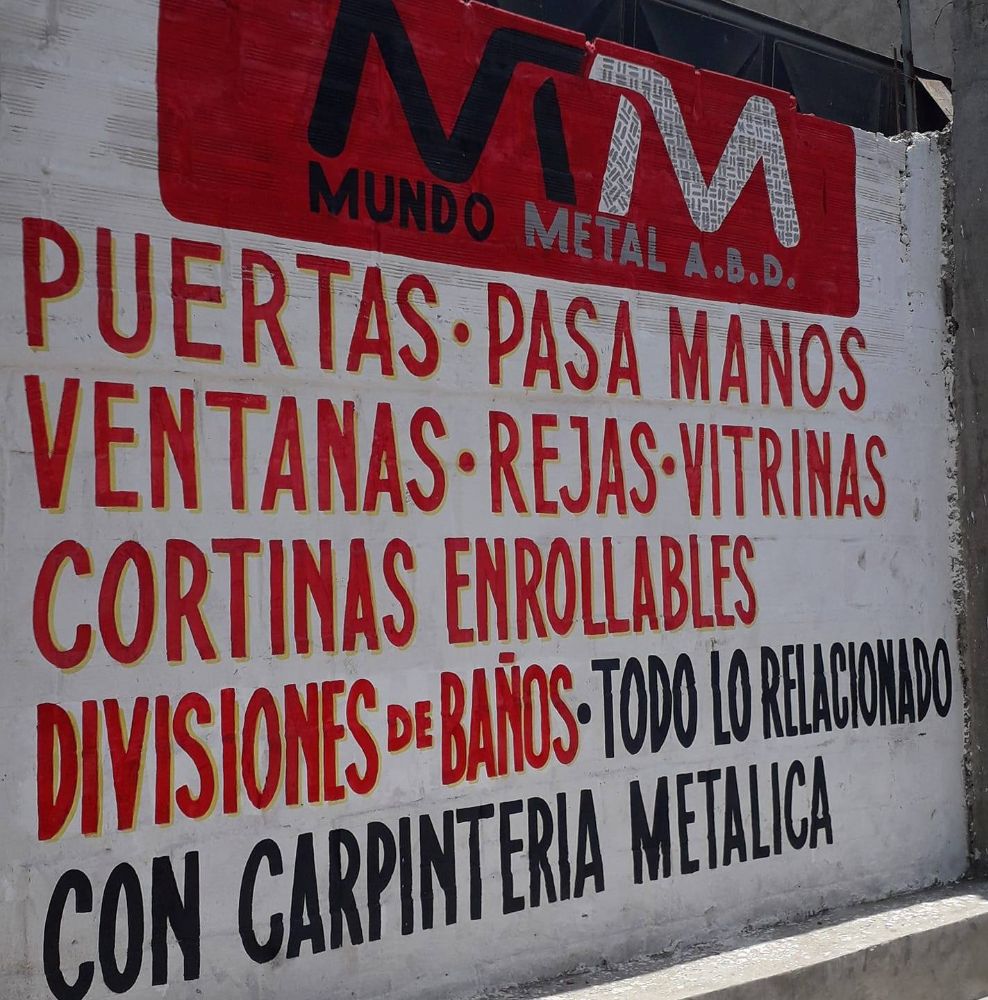 MM
MUNDO METAL A.B.D.
PUERTAS · PASA MANOS
VENTANAS · REJAS · VITRINAS
CORTINAS ENROLLABLES
DIVISIONES DE BAÑOS · TODO LO RELACIONADO
CON CARPINTERIA METALICA